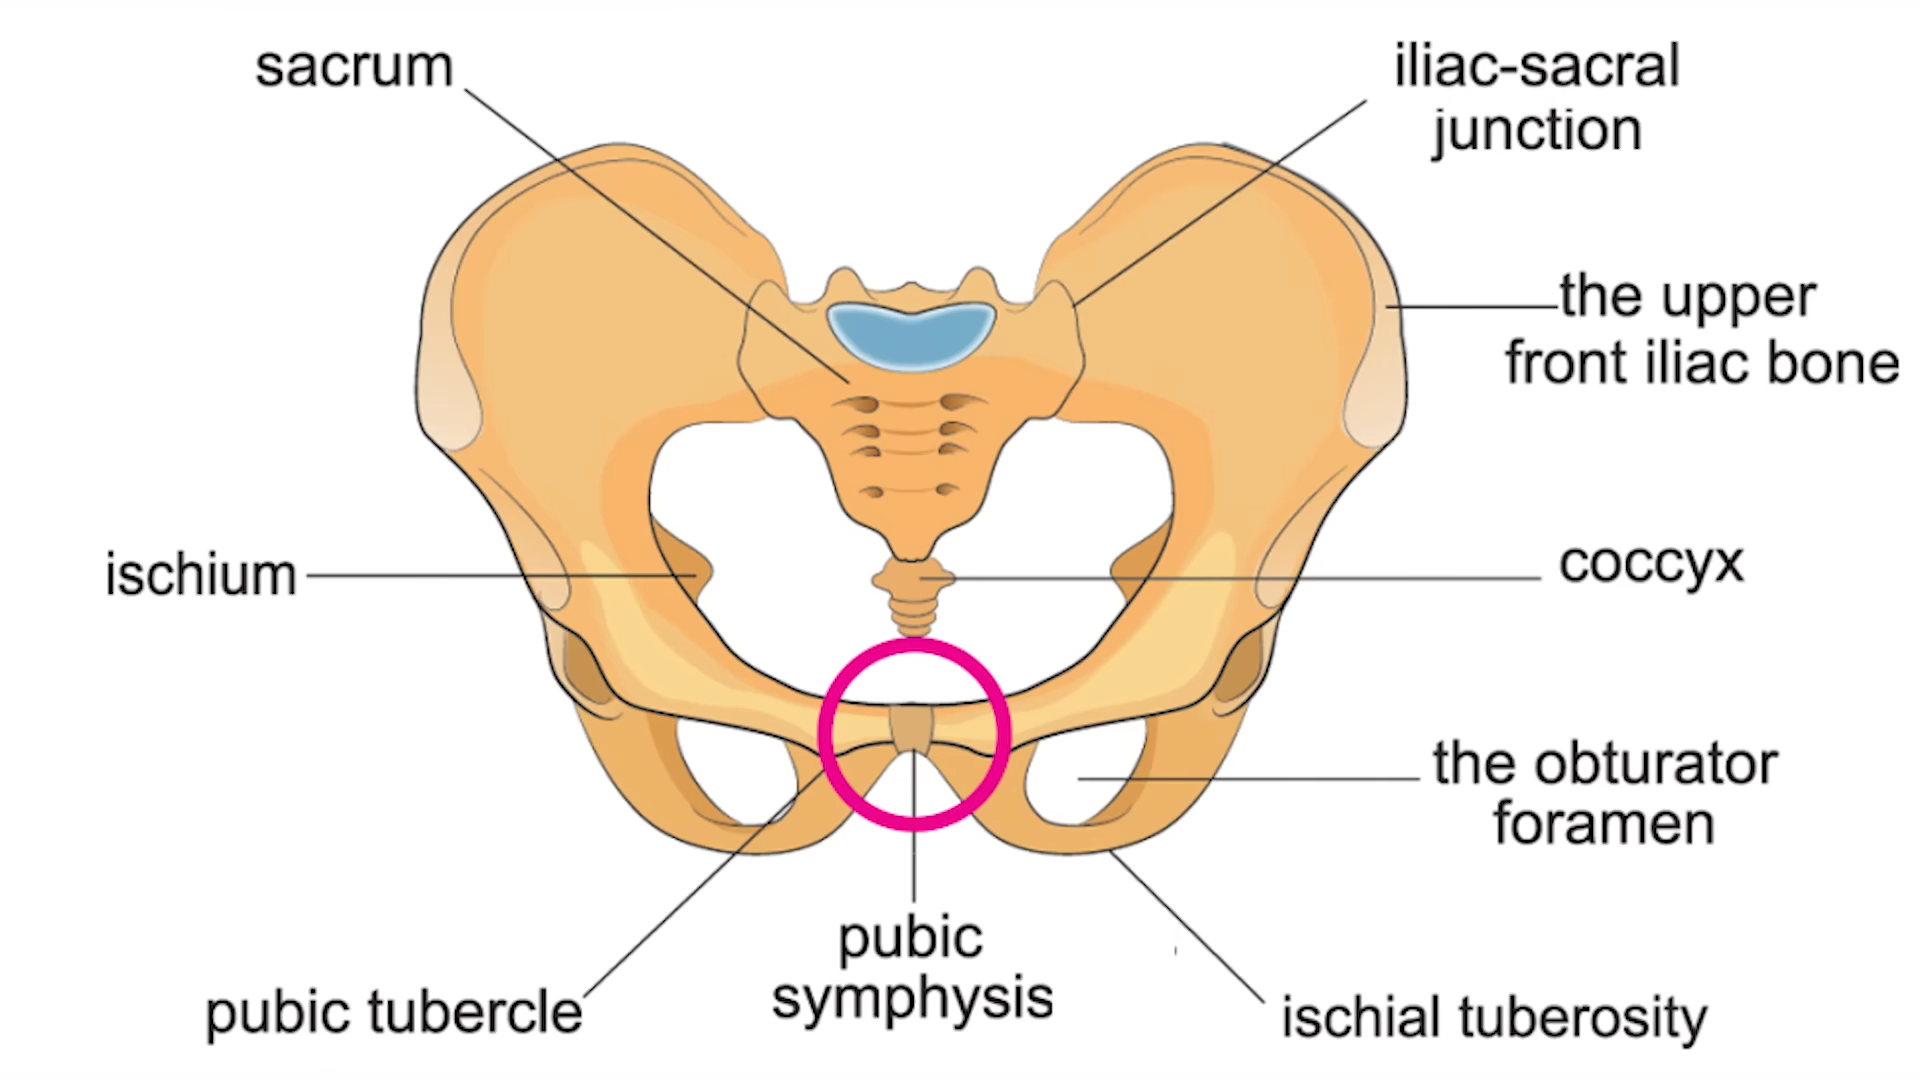 sacrum
iliac-sacral
junction
the upper
front iliac bone
ischium
coccyx
the obturator
foramen
pubic
symphysis
pubic tubercle
ischial tuberosity